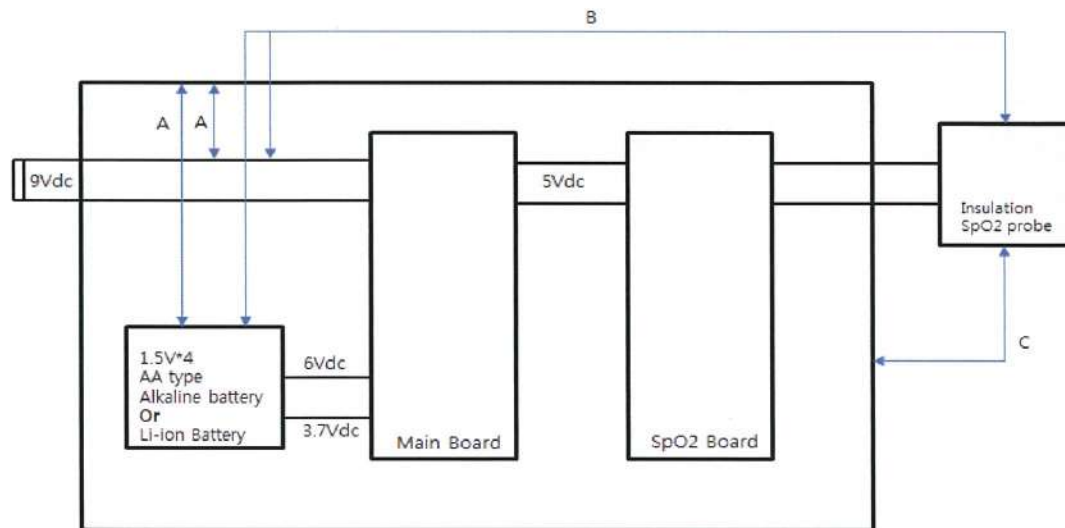 B
A
A
9Vdc
5Vdc
Insulation
SpO2 probe
1.5V*4
AA type
Alkaline battery
Or
Li-ion Battery
6Vdc
3.7Vdc
Main Board
SpO2 Board
C